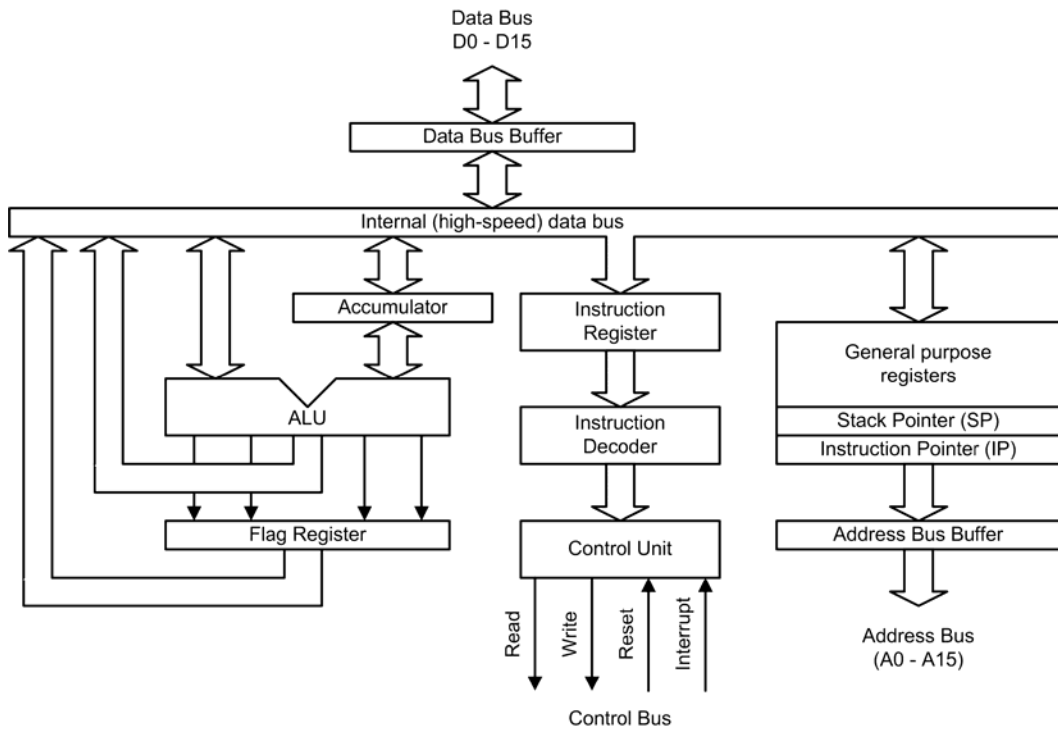 Data Bus
D0 - D15
Data Bus Buffer
Internal (high-speed) data bus
Accumulator
ALU
Flag Register
Instruction
Register
Instruction
Decoder
Control Unit
Read
Write
Reset
Interrupt
Control Bus
General purpose
registers
Stack Pointer (SP)
Instruction Pointer (IP)
Address Bus Buffer
Address Bus
(A0 - A15)